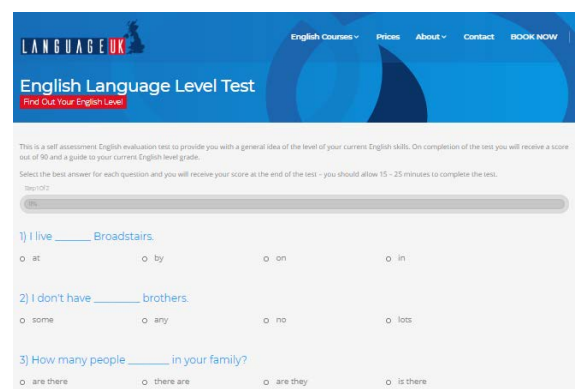 LANGUAGE UK
English Courses Prices About Contact BOOK NOW
English Language Level Test
Find Out Your English Level
This is a self assessment English evaluation test to provide you with a general idea of the level of your current English skills. On completion of the test you will receive a score
out of 90 and a guide to your current English level grade.
Select the best answer for each question and you will receive your score at the end of the test – you should allow 15 – 25 minutes to complete the test.
Step 1 Of 2
0%
1) I live ______ Broadstairs.
at by on in
2) I don't have ________ brothers.
some any no lots
3) How many people _______ in your family?
are there there are are they is there